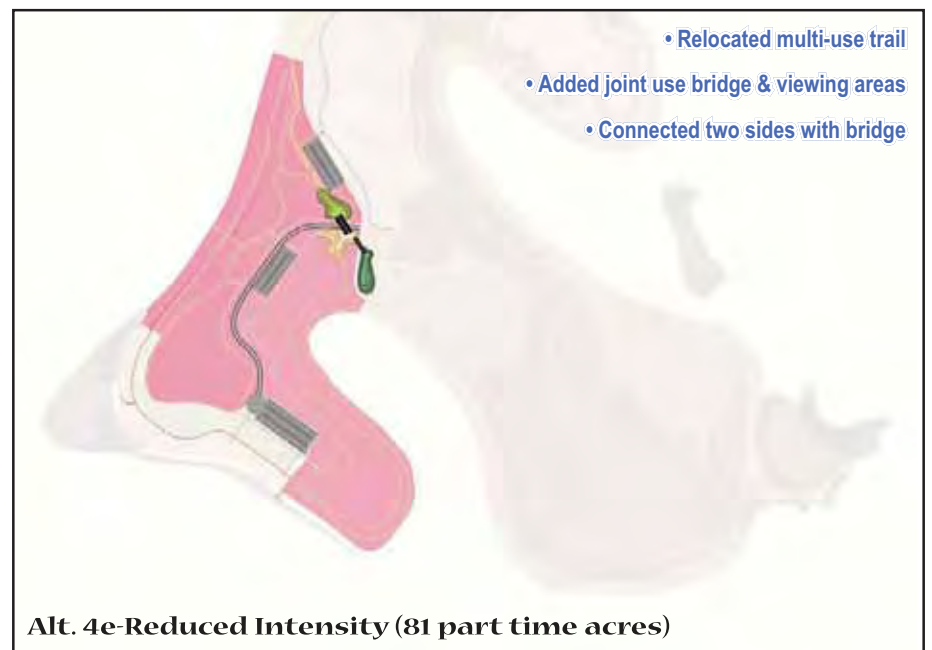 • Relocated multi-use trail
• Added joint use bridge & viewing areas
• Connected two sides with bridge
Alt. 4e-Reduced Intensity (81 part time acres)